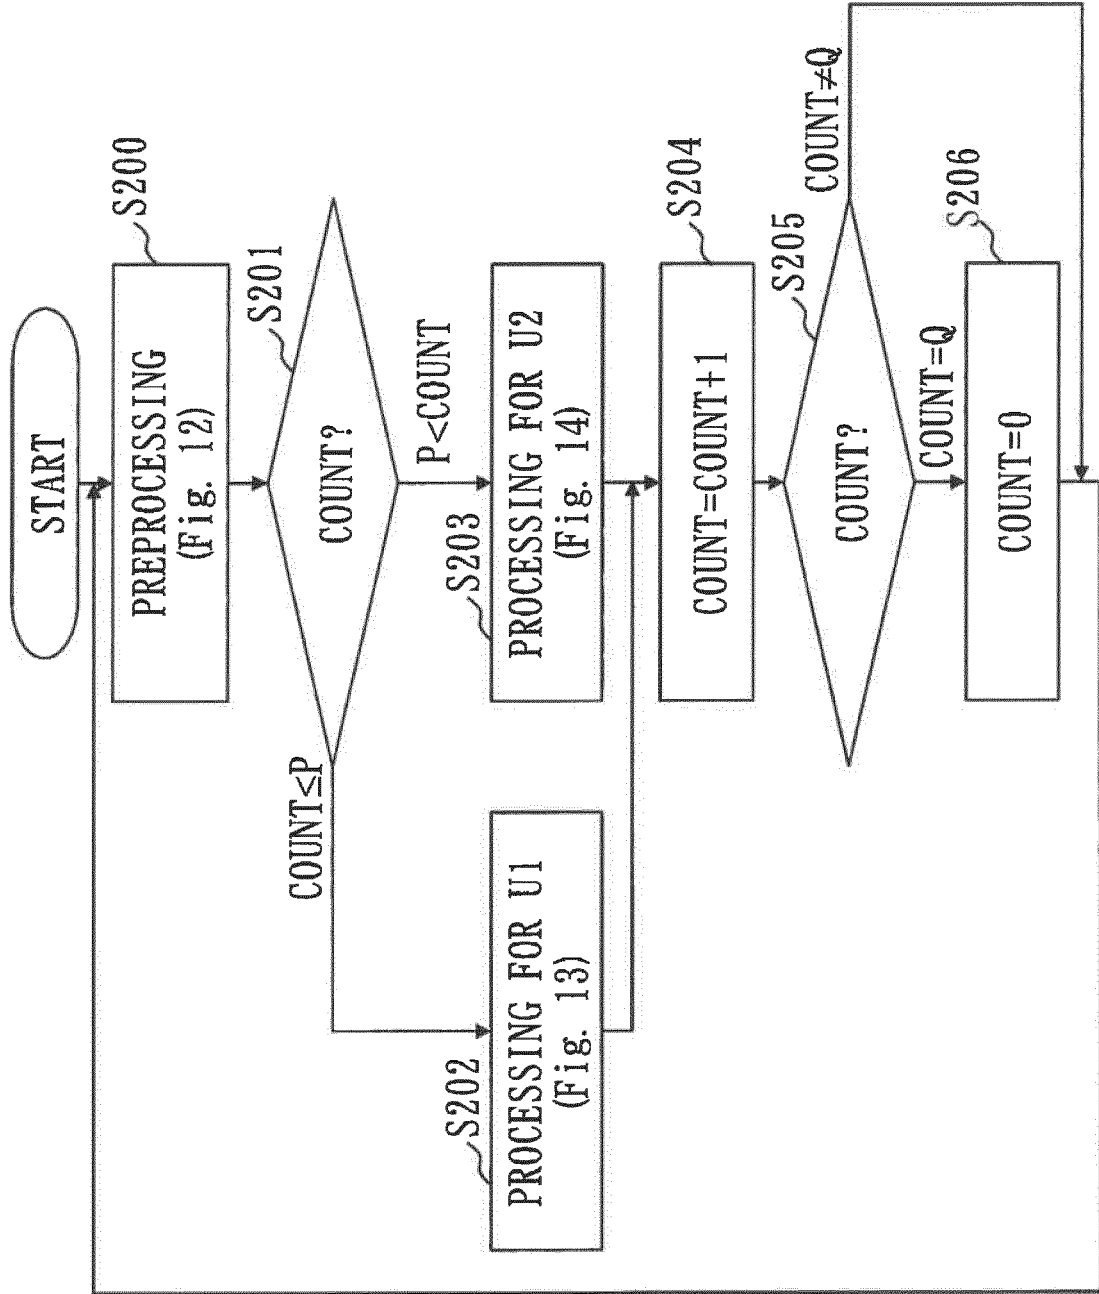 START
S200
PREPROCESSING
(Fig. 12)
S201
COUNT?
COUNT≤P
P<COUNT
S202
PROCESSING FOR U1
(Fig. 13)
S203
PROCESSING FOR U2
(Fig. 14)
S204
COUNT=COUNT+1
S205
COUNT?
COUNT≠Q
COUNT=Q
S206
COUNT=0